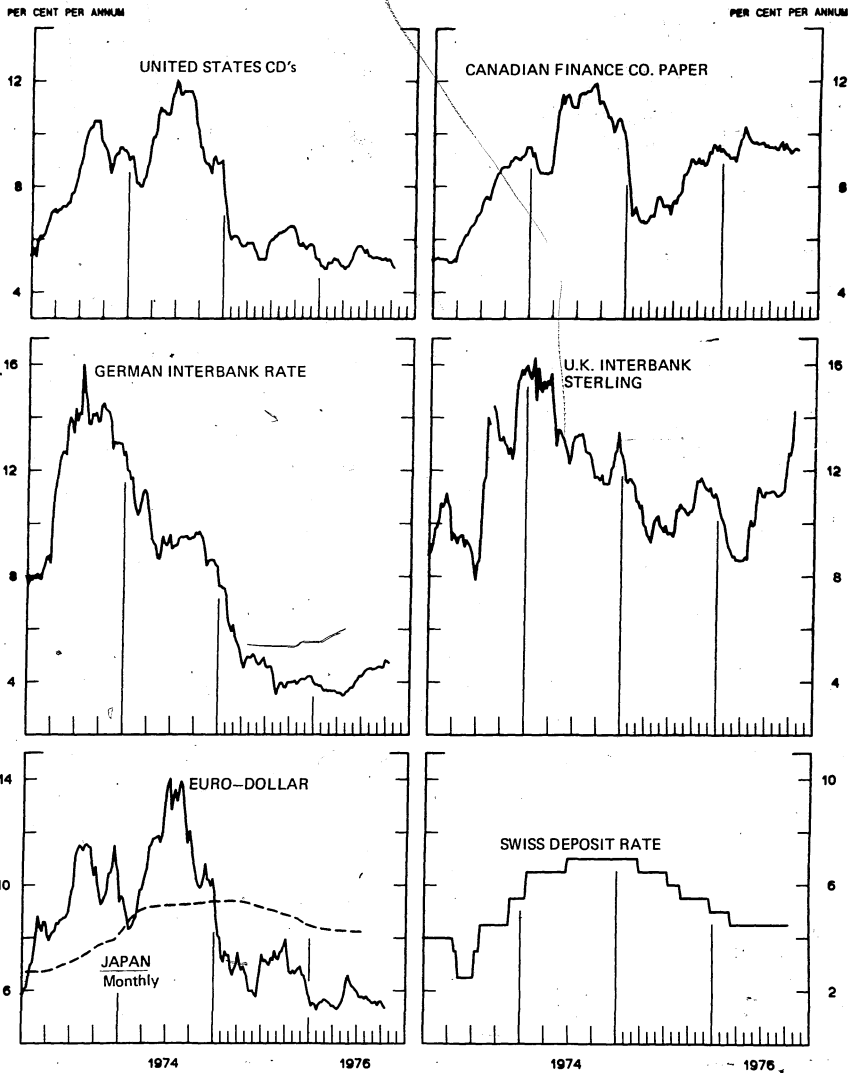 PER CENT PER ANNUM
PER CENT PER ANNUM
UNITED STATES CD's
12
8
4
CANADIAN FINANCE CO. PAPER
12
8
4
GERMAN INTERBANK RATE
16
12
8
4
U.K. INTERBANK
STERLING
16
12
8
4
EURO-DOLLAR
14
10
6
JAPAN
Monthly
1974
1976
SWISS DEPOSIT RATE
10
6
2
1974
1976